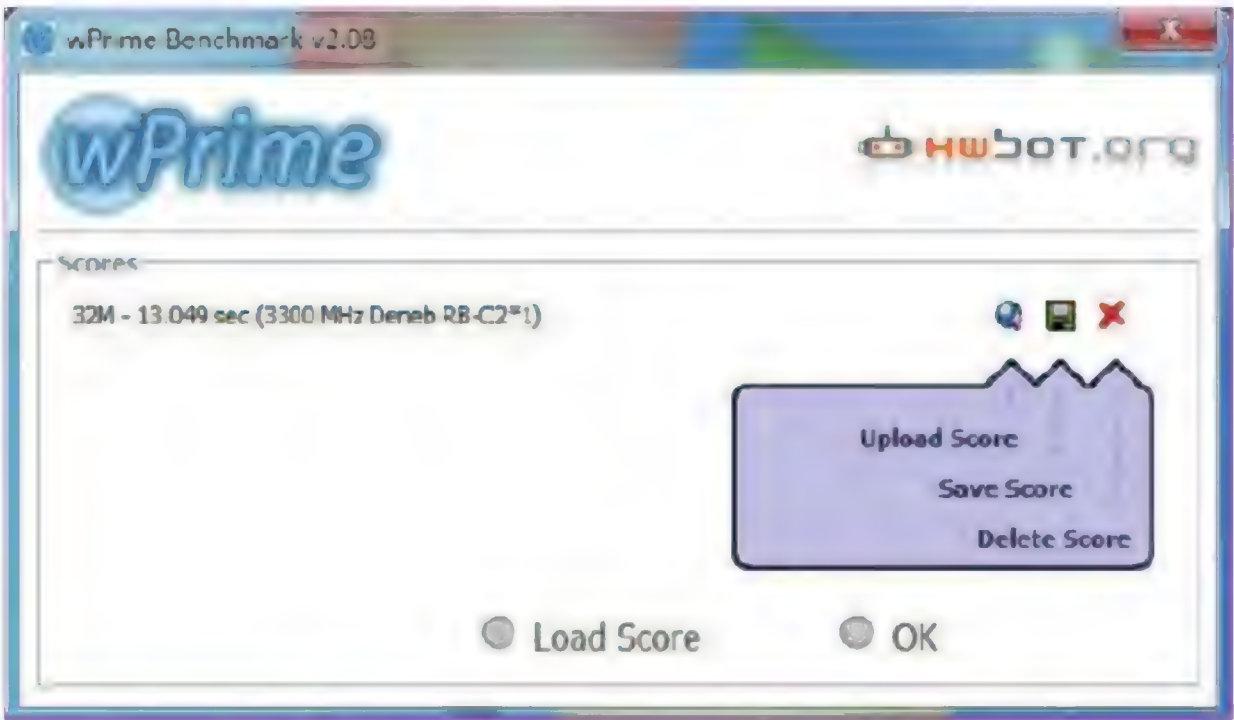 wPrime Benchmark v2.08
wPrime
HWBOT.org
Scores
32M - 13.049 sec (3300 MHz Deneb RB-C2*1)
Upload Score
Save Score
Delete Score
Load Score
OK